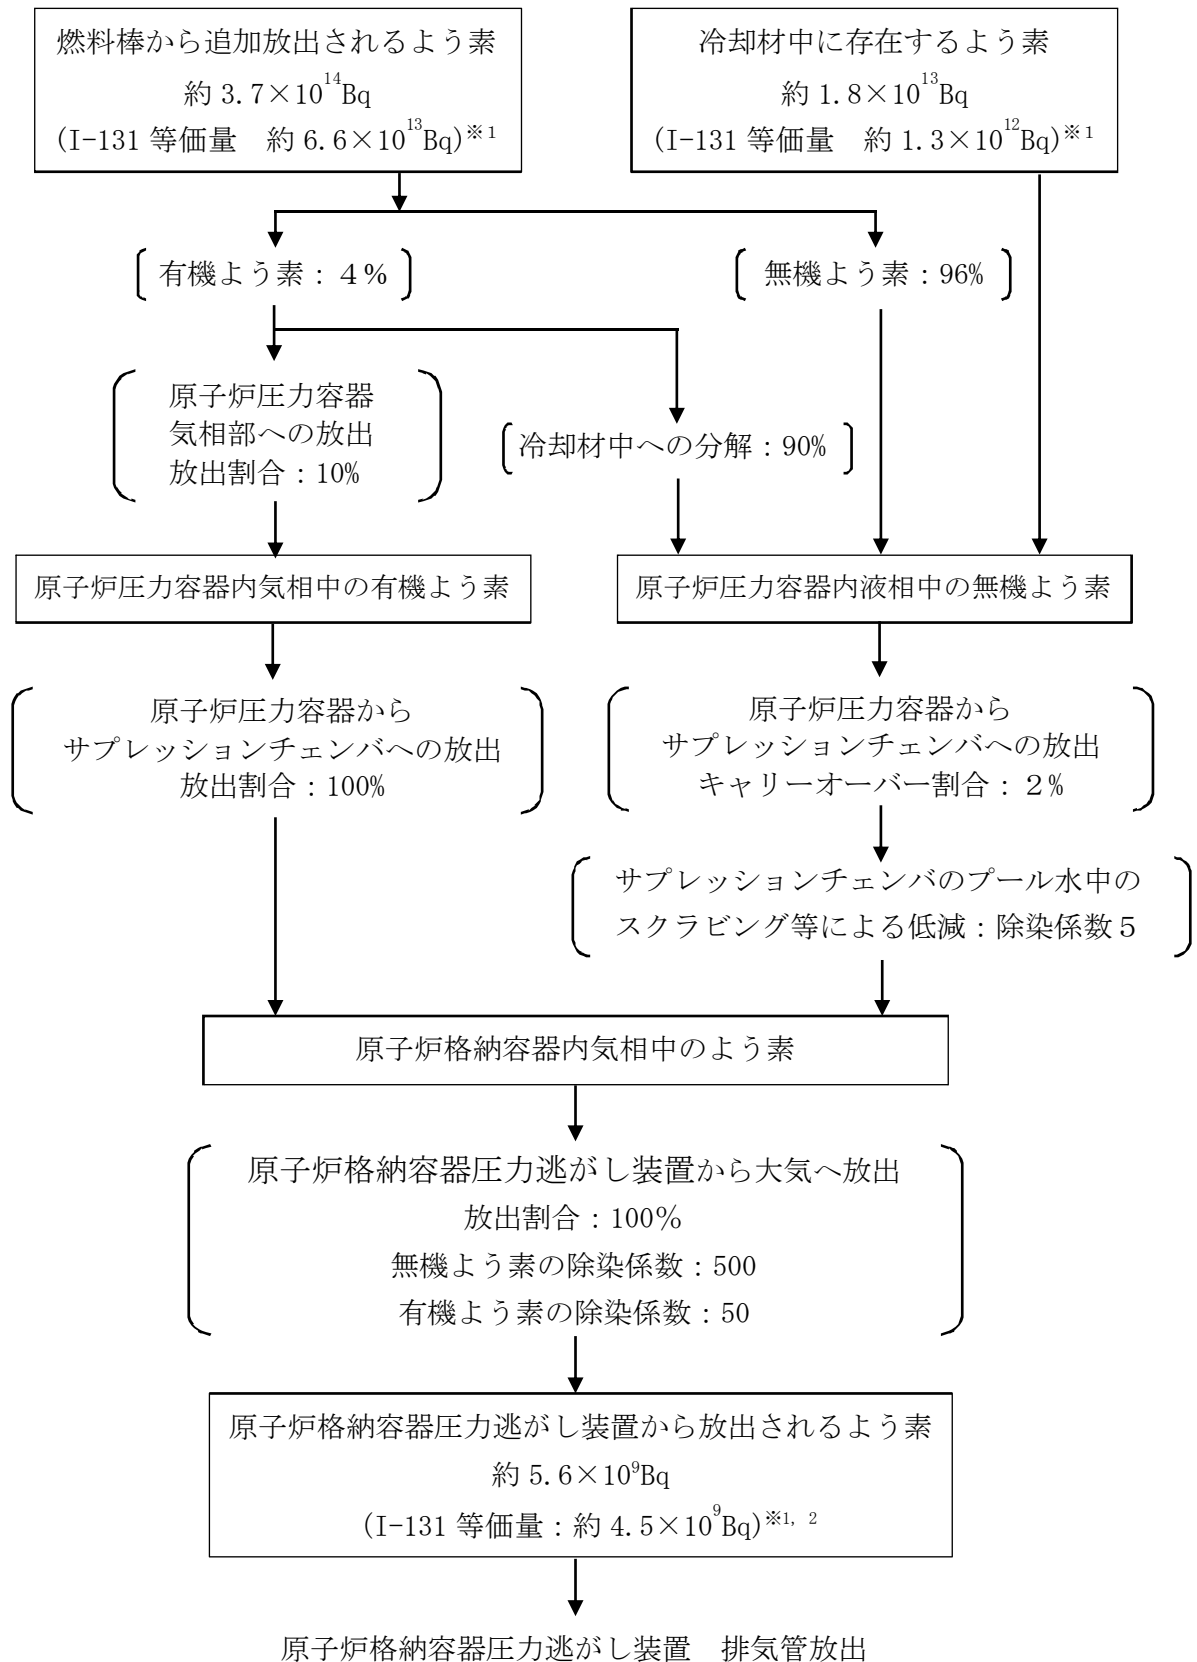 燃料棒から追加放出されるよう素
約 3.7×10¹⁴Bq
(I-131 等価量　約 6.6×10¹³Bq)※1
冷却材中に存在するよう素
約 1.8×10¹³Bq
(I-131 等価量　約 1.3×10¹²Bq)※1
有機よう素：４%
無機よう素：96%
原子炉圧力容器
気相部への放出
放出割合：10%
冷却材中への分解：90%
原子炉圧力容器内気相中の有機よう素
原子炉圧力容器内液相中の無機よう素
原子炉圧力容器から
サプレッションチェンバへの放出
放出割合：100%
原子炉圧力容器から
サプレッションチェンバへの放出
キャリーオーバー割合：２%
サプレッションチェンバのプール水中の
スクラビング等による低減：除染係数５
原子炉格納容器内気相中のよう素
原子炉格納容器圧力逃がし装置から大気へ放出
放出割合：100%
無機よう素の除染係数：500
有機よう素の除染係数：50
原子炉格納容器圧力逃がし装置から放出されるよう素
約 5.6×10⁹Bq
(I-131 等価量：約 4.5×10⁹Bq)※1, 2
原子炉格納容器圧力逃がし装置　排気管放出